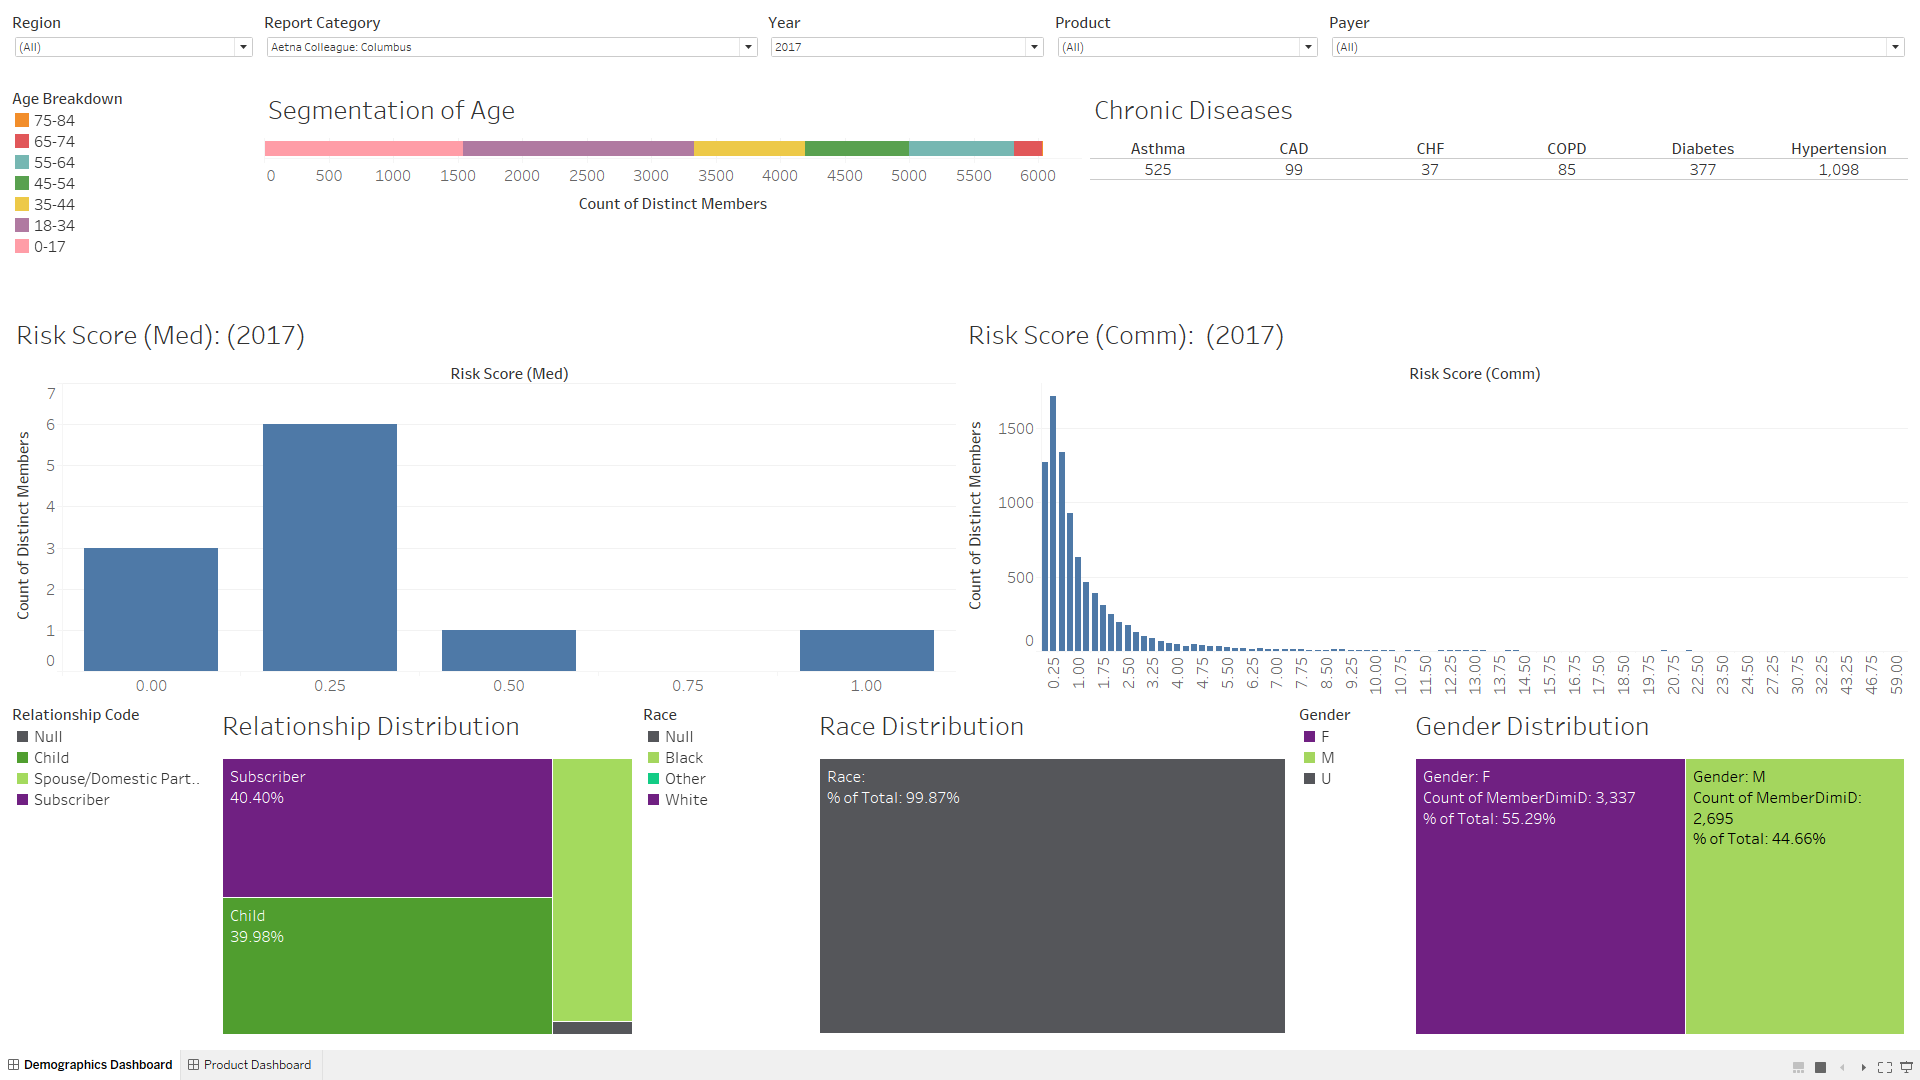 Region
Report Category
Year
Product
Payer
(All)
Aetna Colleague: Columbus
2017
(All)
(All)
Age Breakdown
75-84
65-74
55-64
45-54
35-44
18-34
0-17
Segmentation of Age
0 500 1000 1500 2000 2500 3000 3500 4000 4500 5000 5500 6000
Count of Distinct Members
Chronic Diseases
Asthma CAD CHF COPD Diabetes Hypertension
525 99 37 85 377 1,098
Risk Score (Med): (2017)
Risk Score (Med)
Count of Distinct Members
7
6
5
4
3
2
1
0
0.00 0.25 0.50 0.75 1.00
Risk Score (Comm): (2017)
Risk Score (Comm)
Count of Distinct Members
1500
1000
500
0
0.25 1.00 1.75 2.50 3.25 4.00 4.75 5.50 6.25 7.00 7.75 8.50 9.25 10.00 10.75 11.50 12.25 13.00 13.75 14.50 15.75 16.75 17.50 18.50 19.75 20.75 22.50 23.50 24.50 27.25 30.75 32.25 43.25 46.75 59.00
Relationship Code
Null
Child
Spouse/Domestic Part..
Subscriber
Relationship Distribution
Subscriber
40.40%
Child
39.98%
Race
Null
Black
Other
White
Race Distribution
Race:
% of Total: 99.87%
Gender
F
M
U
Gender Distribution
Gender: F
Count of MemberDimiD: 3,337
% of Total: 55.29%
Gender: M
Count of MemberDimiD:
2,695
% of Total: 44.66%
Demographics Dashboard
Product Dashboard